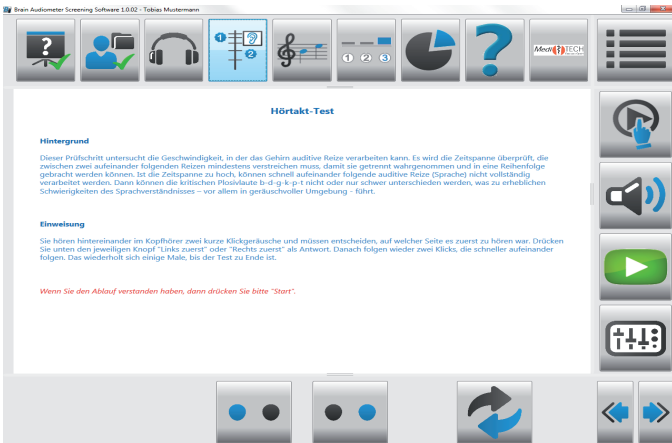 Brain Audiometer Screening Software 1.0.02 - Tobias Mustermann
?
1
2
1 2 3
?
MediTECH
Hörtakt-Test
Hintergrund
Dieser Prüfschritt untersucht die Geschwindigkeit, in der das Gehirn auditive Reize verarbeiten kann. Es wird die Zeitspanne überprüft, die
zwischen zwei aufeinander folgenden Reizen mindestens verstreichen muss, damit sie getrennt wahrgenommen und in eine Reihenfolge
gebracht werden können. Ist die Zeitspanne zu hoch, können schnell aufeinander folgende auditive Reize (Sprache) nicht vollständig
verarbeitet werden. Dann können die kritischen Plosivlaute b-d-g-k-p-t nicht oder nur schwer unterschieden werden, was zu erheblichen
Schwierigkeiten des Sprachverständnisses – vor allem in geräuschvoller Umgebung - führt.
Einweisung
Sie hören hintereinander im Kopfhörer zwei kurze Klickgeräusche und müssen entscheiden, auf welcher Seite es zuerst zu hören war. Drücken
Sie unten den jeweiligen Knopf "Links zuerst" oder "Rechts zuerst" als Antwort. Danach folgen wieder zwei Klicks, die schneller aufeinander
folgen. Das wiederholt sich einige Male, bis der Test zu Ende ist.
Wenn Sie den Ablauf verstanden haben, dann drücken Sie bitte "Start".